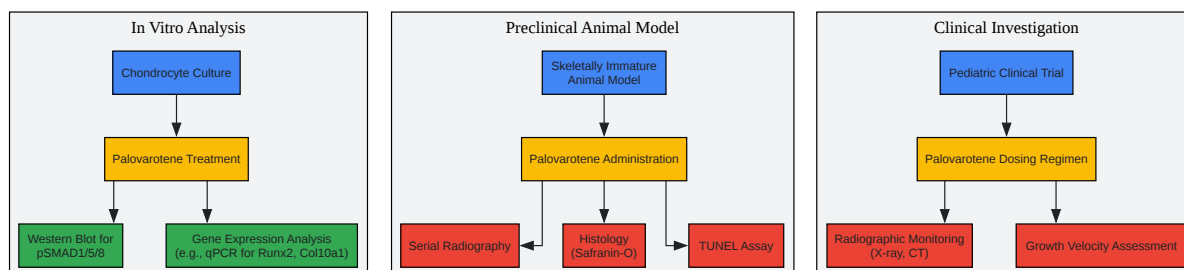 In Vitro Analysis
Chondrocyte Culture
Palovarotene Treatment
Western Blot for
pSMAD1/5/8
Gene Expression Analysis
(e.g., qPCR for Runx2, Col10a1)
Preclinical Animal Model
Skeletally Immature
Animal Model
Palovarotene Administration
Serial Radiography
Histology
(Safranin-O)
TUNEL Assay
Clinical Investigation
Pediatric Clinical Trial
Palovarotene Dosing Regimen
Radiographic Monitoring
(X-ray, CT)
Growth Velocity Assessment